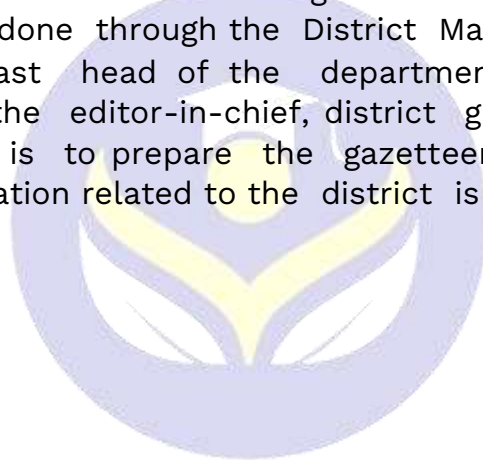 done through the District Ma
ast head of the departmen
the editor-in-chief, district g
is to prepare the gazetteer
ation related to the district is